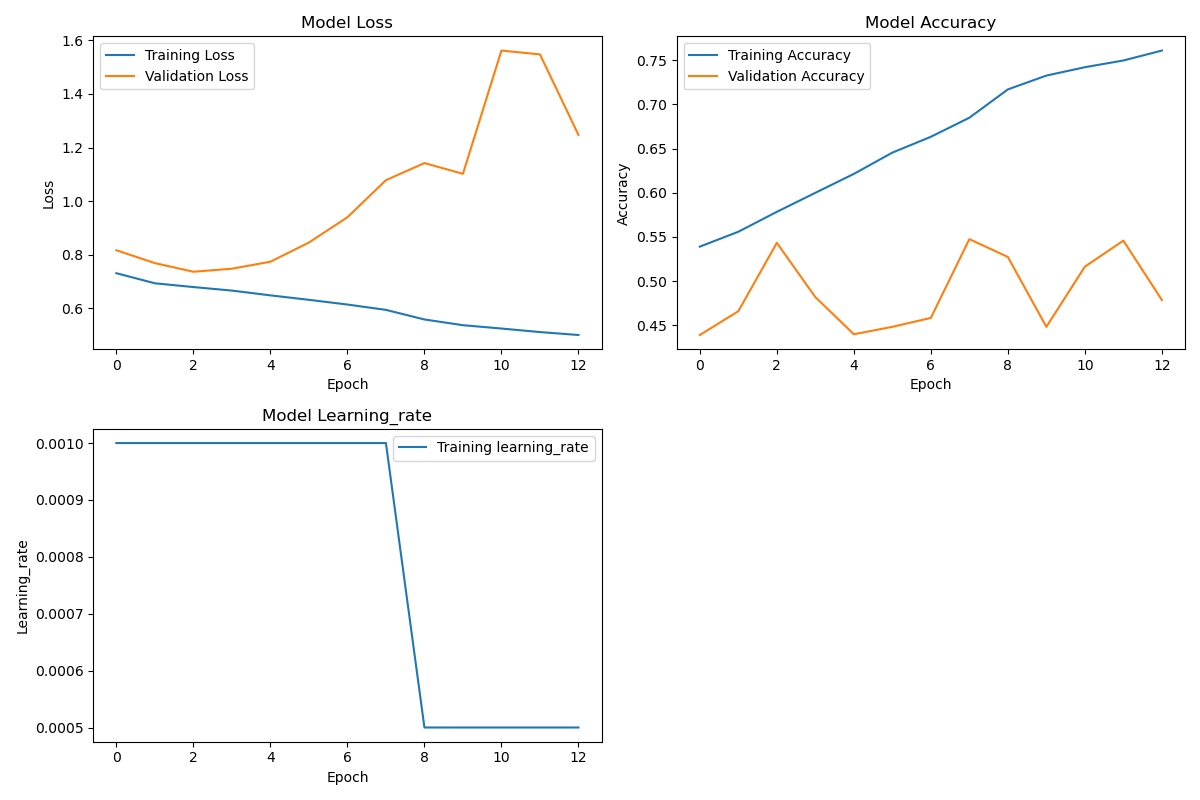 Model Loss
1.6
1.4
1.2
1.0
0.8
0.6
Loss
Training Loss
Validation Loss
0 2 4 6 8 10 12
Epoch
Model Accuracy
0.75
0.70
0.65
0.60
0.55
0.50
0.45
Accuracy
Training Accuracy
Validation Accuracy
0 2 4 6 8 10 12
Epoch
Model Learning_rate
0.0010
0.0009
0.0008
0.0007
0.0006
0.0005
Learning_rate
Training learning_rate
0 2 4 6 8 10 12
Epoch